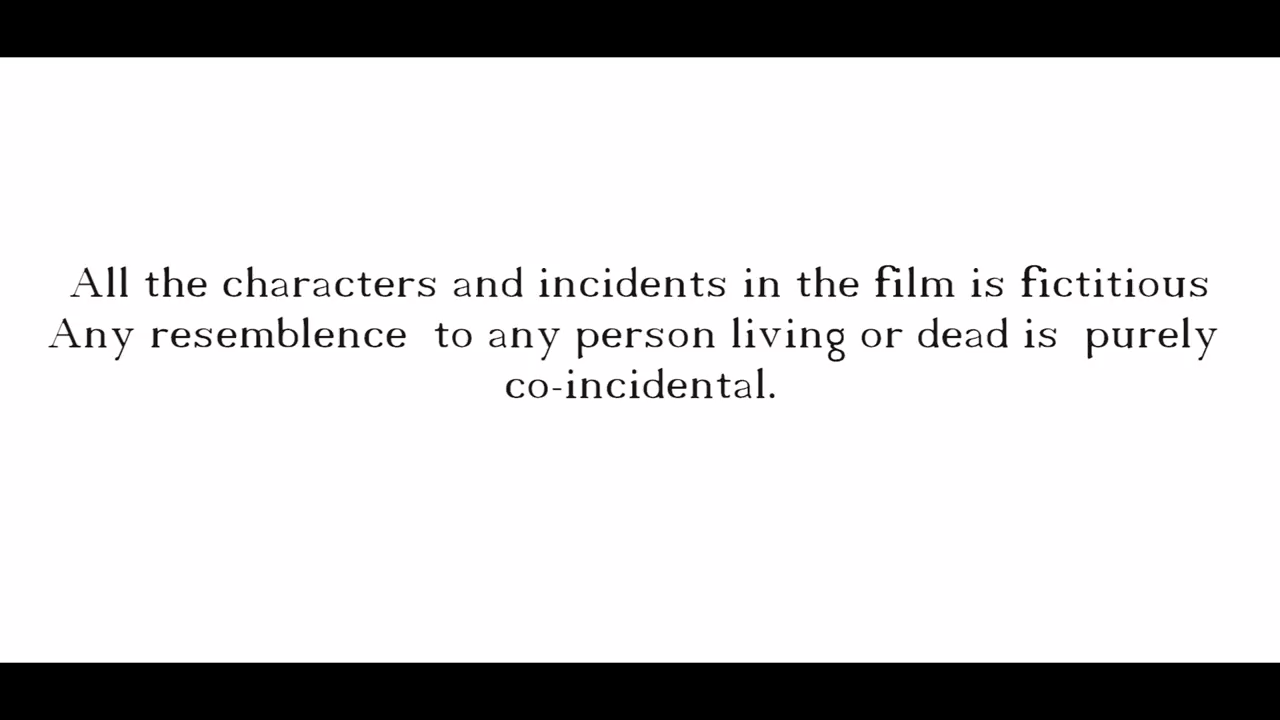 All the characters and incidents in the film is fictitious
Any resemblence to any person living or dead is purely
co-incidental.